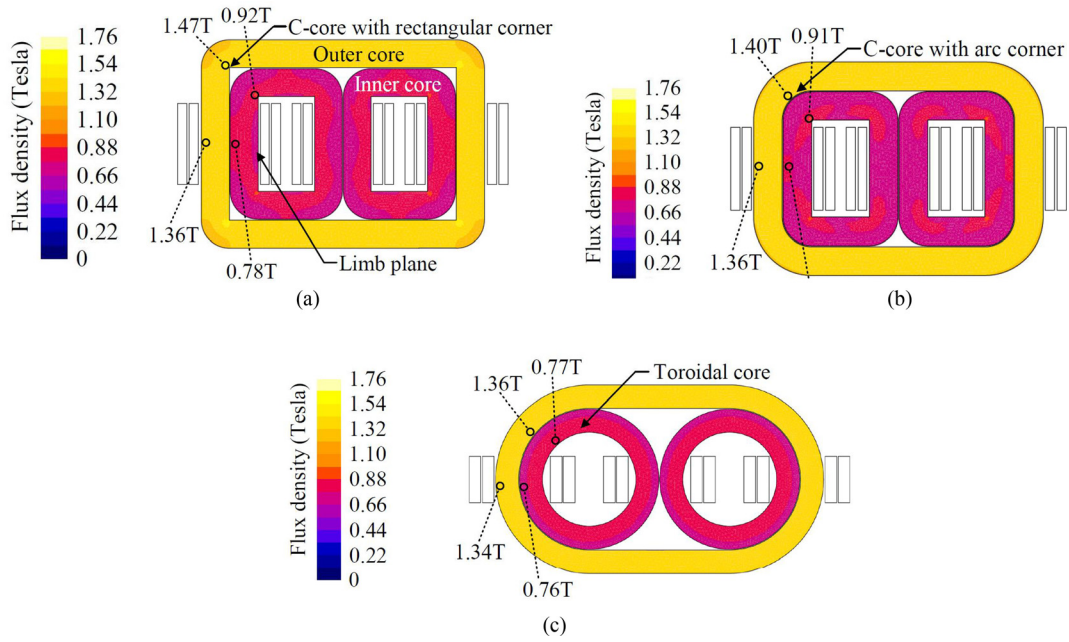 (a)
Flux density (Tesla)
1.76
1.54
1.32
1.10
0.88
0.66
0.44
0.22
0
1.47T
0.92T
C-core with rectangular corner
Outer core
Inner core
1.36T
0.78T
Limb plane
(a)
Flux density (Tesla)
1.76
1.54
1.32
1.10
0.88
0.66
0.44
0.22
1.40T
0.91T
C-core with arc corner
1.36T
(b)
Flux density (Tesla)
1.76
1.54
1.32
1.10
0.88
0.66
0.44
0.22
0
1.36T
0.77T
Toroidal core
1.34T
0.76T
(c)